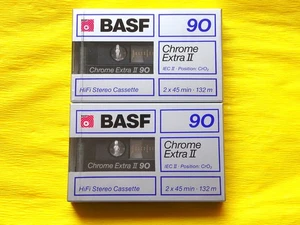 BASF
90
Chrome
Extra II
IEC II · Position: CrO₂
Chrome Extra II 90
HiFi Stereo Cassette
2 x 45 min · 132 m
BASF
90
Chrome
Extra II
IEC II · Position: CrO₂
Chrome Extra II 90
HiFi Stereo Cassette
2 x 45 min · 132 m